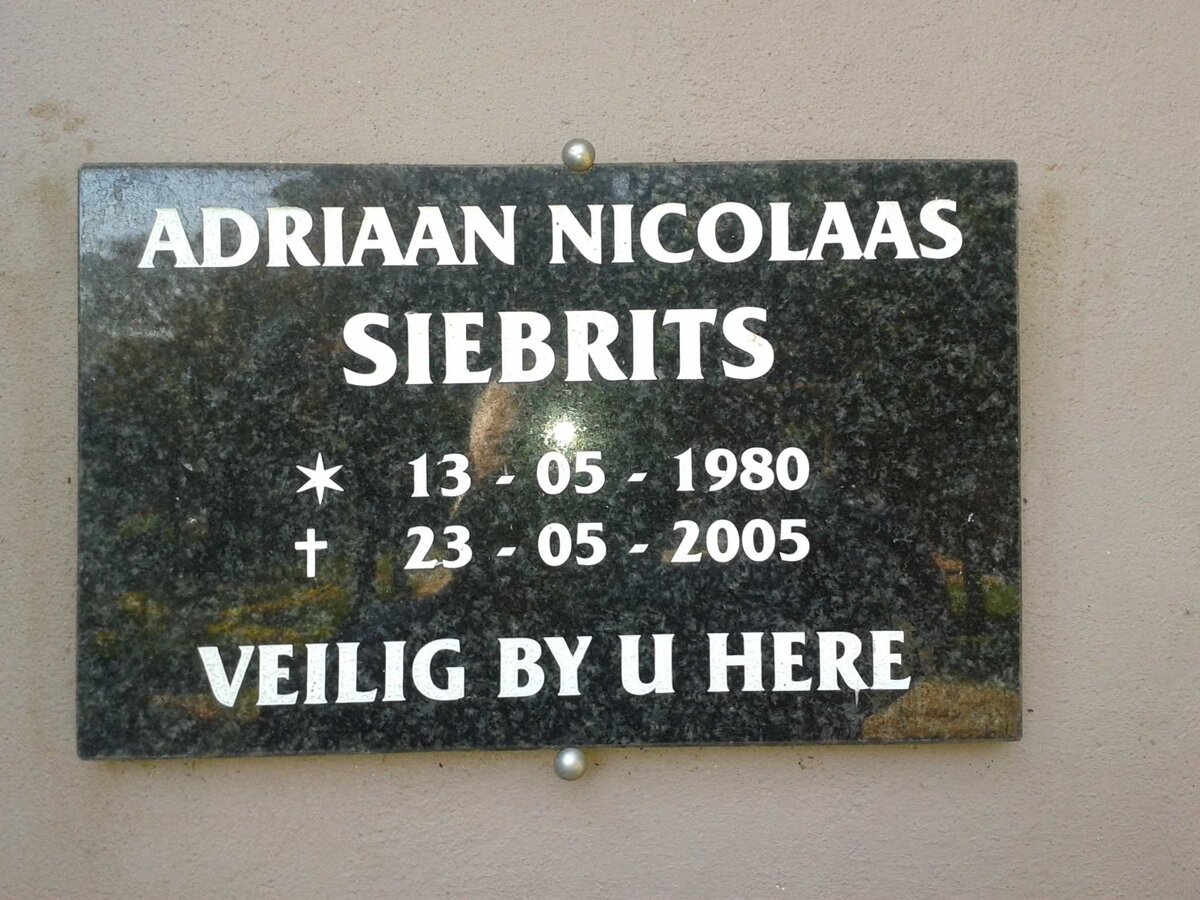 ADRIAAN NICOLAAS
SIEBRITS
* 13 - 05 - 1980
† 23 - 05 - 2005
VEILIG BY U HERE